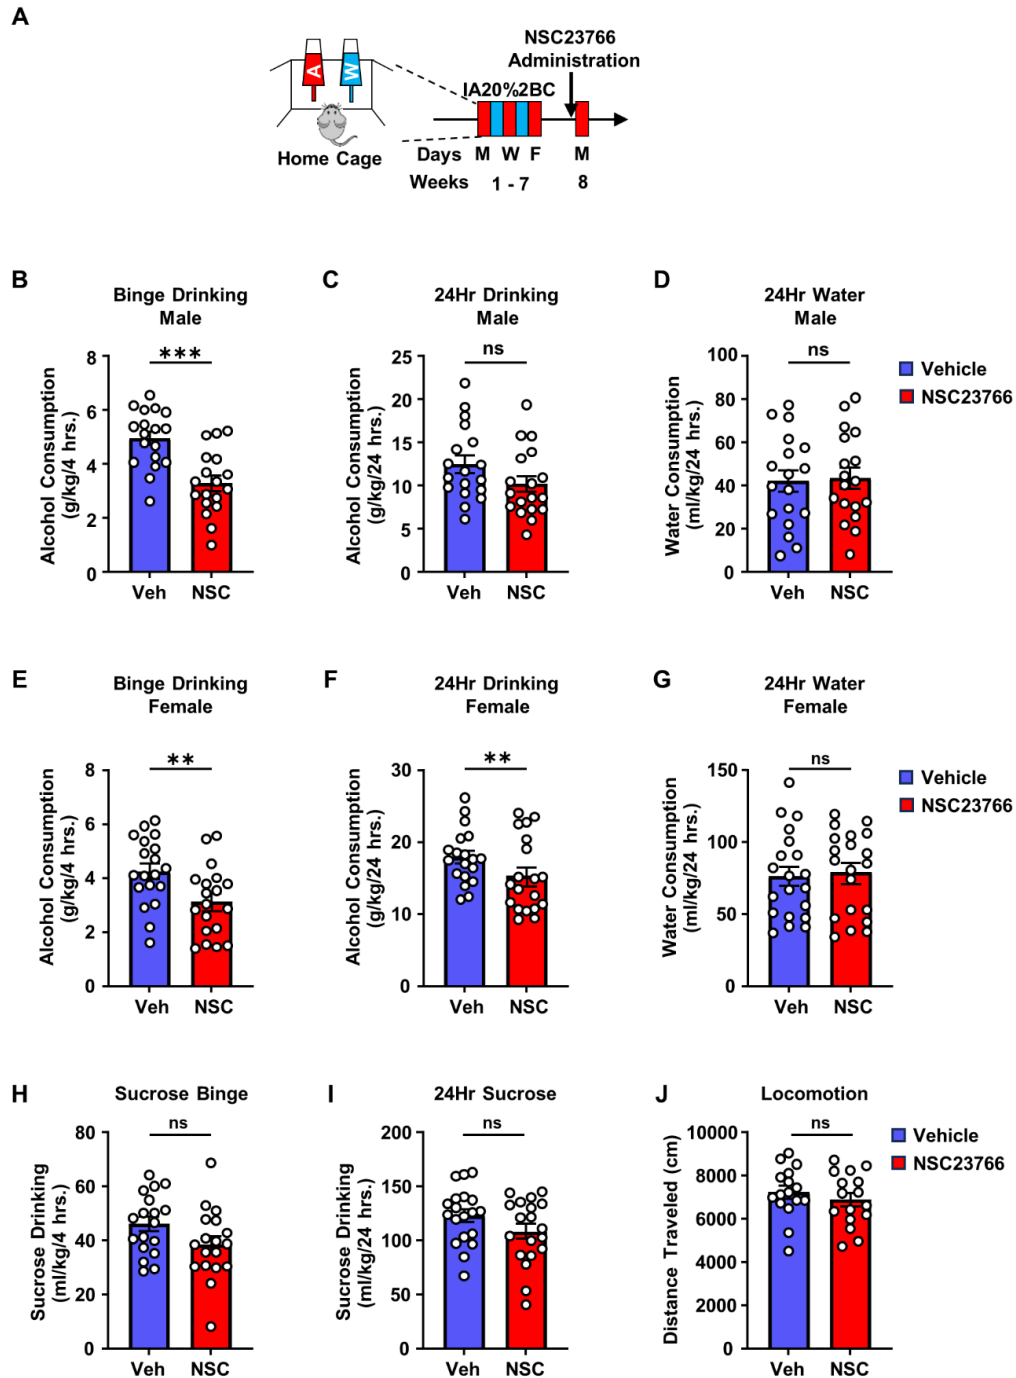 A
NSC23766
Administration
A W
IA20%2BC
Home Cage
Days M W F M
Weeks 1 - 7 8
B
Binge Drinking
Male
***
Alcohol Consumption
(g/kg/4 hrs.)
8
6
4
2
0
Veh NSC
C
24Hr Drinking
Male
ns
Alcohol Consumption
(g/kg/24 hrs.)
25
20
15
10
5
0
Veh NSC
D
24Hr Water
Male
ns
Water Consumption
(ml/kg/24 hrs.)
100
80
60
40
20
0
Veh NSC
Vehicle
NSC23766
E
Binge Drinking
Female
**
Alcohol Consumption
(g/kg/4 hrs.)
8
6
4
2
0
Veh NSC
F
24Hr Drinking
Female
**
Alcohol Consumption
(g/kg/24 hrs.)
30
20
10
0
Veh NSC
G
24Hr Water
Female
ns
Water Consumption
(ml/kg/24 hrs.)
150
100
50
0
Veh NSC
Vehicle
NSC23766
H
Sucrose Binge
ns
Sucrose Drinking
(ml/kg/4 hrs.)
80
60
40
20
0
Veh NSC
I
24Hr Sucrose
ns
Sucrose Drinking
(ml/kg/24 hrs.)
200
150
100
50
0
Veh NSC
J
Locomotion
ns
Distance Traveled (cm)
10000
8000
6000
4000
2000
0
Veh NSC
Vehicle
NSC23766